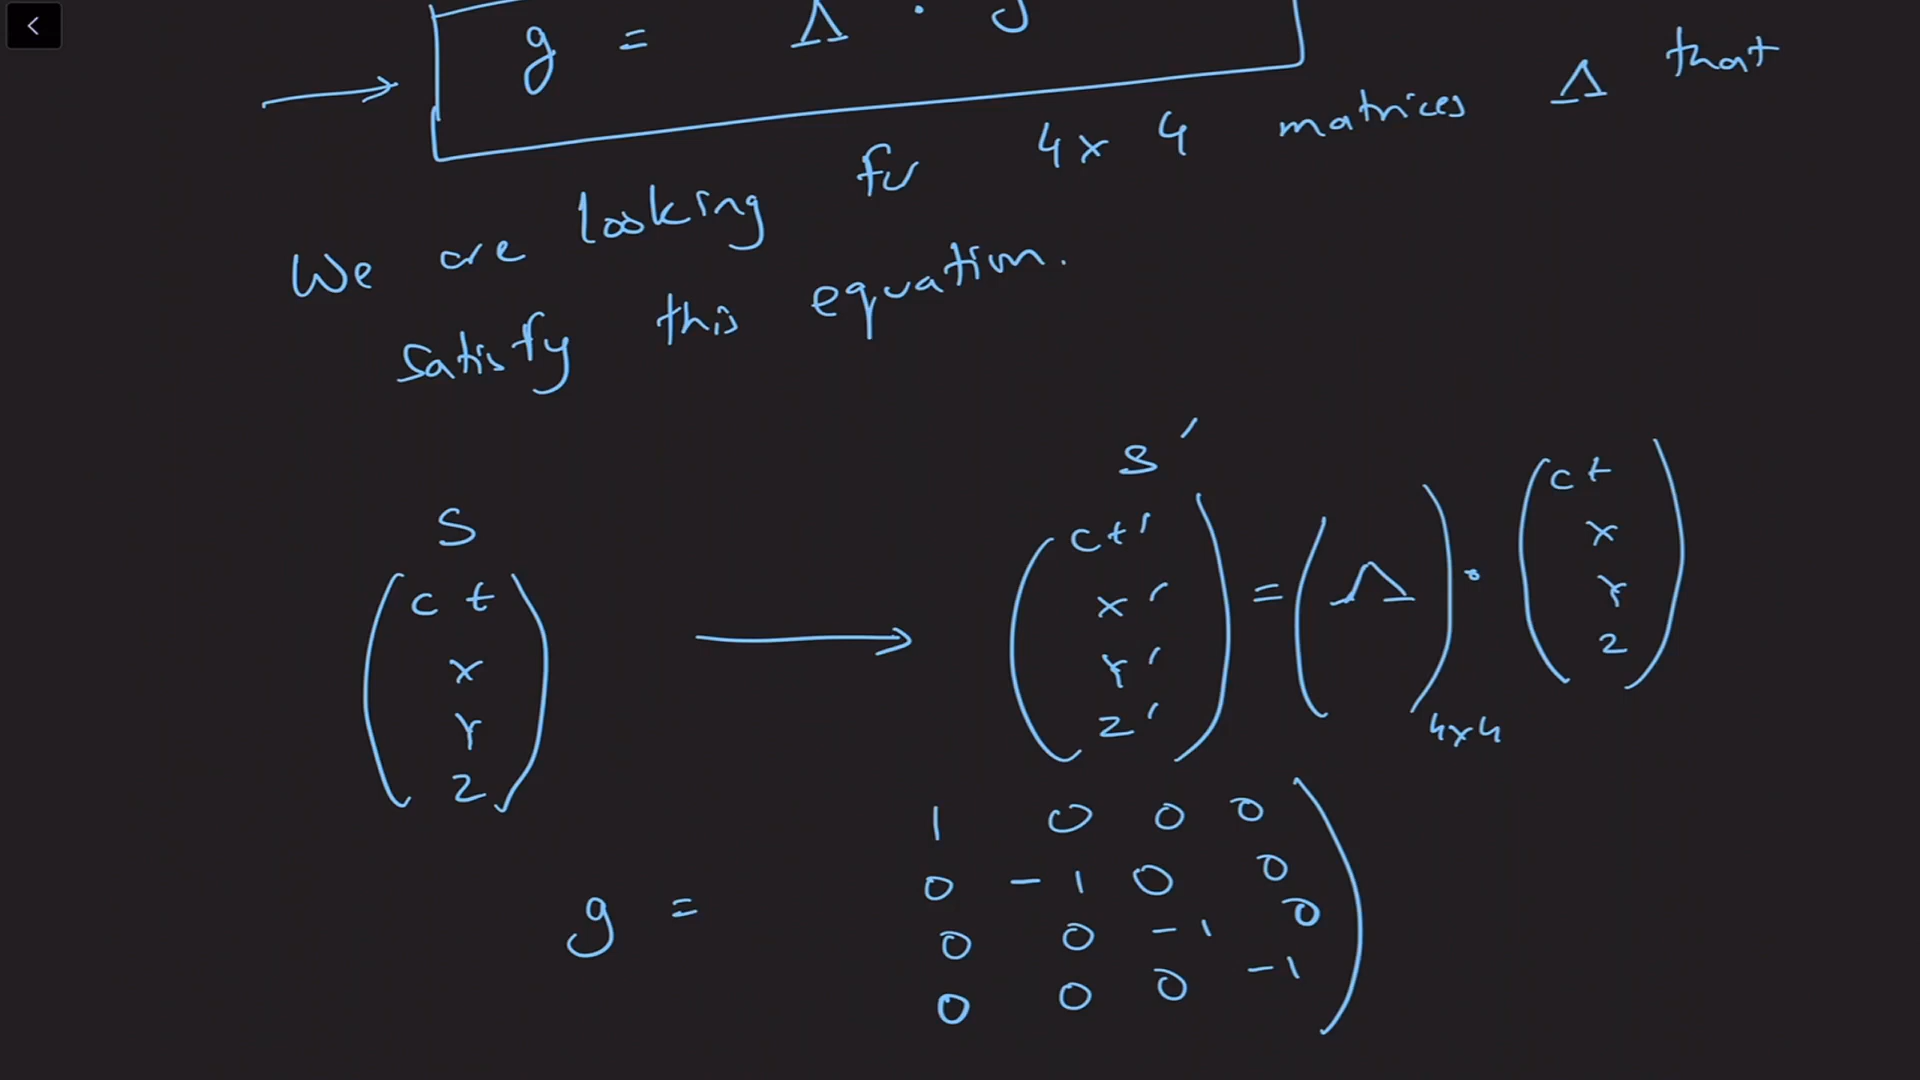 g = Λ · g
We are looking for 4x4 matrices Λ that
satisfy this equation.
S S'
( ct x y z ) → ( ct' x' y' z' ) = ( Λ )4x4 · ( ct x y z )
g =
1 0 0 0
0 -1 0 0
0 0 -1 0
0 0 0 -1